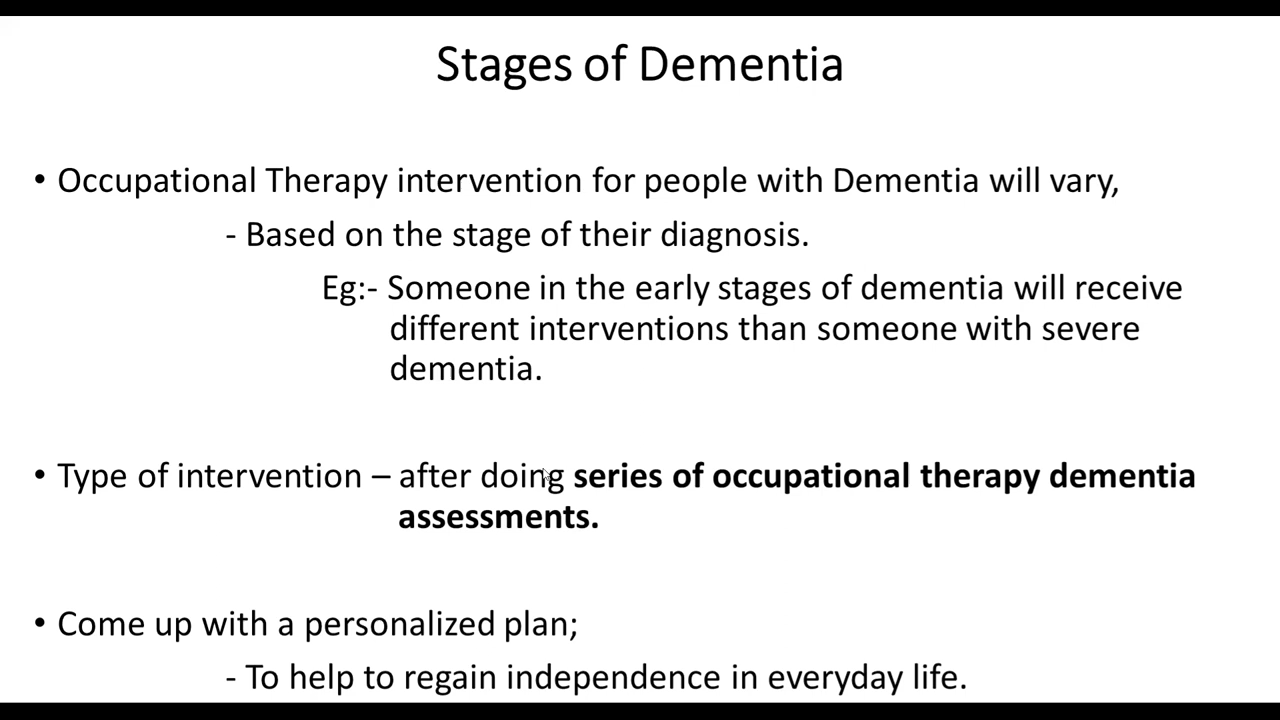 Stages of Dementia
• Occupational Therapy intervention for people with Dementia will vary,
- Based on the stage of their diagnosis.
Eg:- Someone in the early stages of dementia will receive
different interventions than someone with severe
dementia.
• Type of intervention – after doing series of occupational therapy dementia
assessments.
• Come up with a personalized plan;
- To help to regain independence in everyday life.